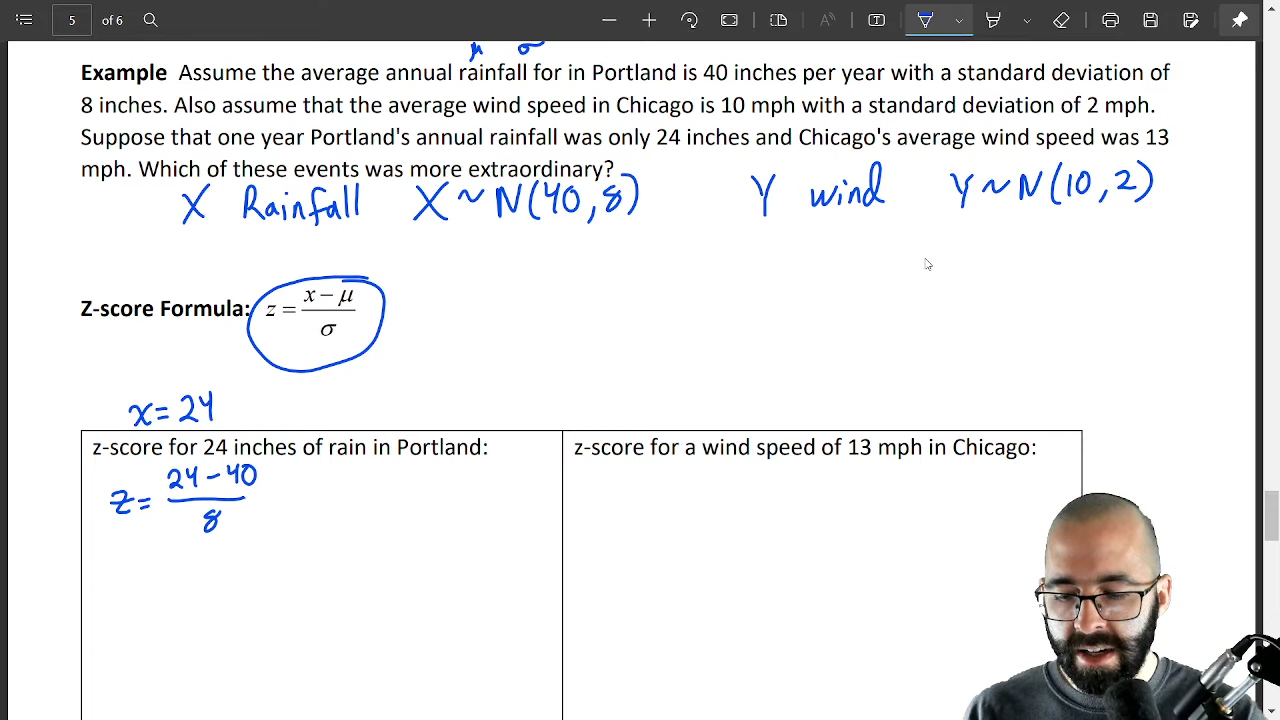 5 of 6
μ σ
Example Assume the average annual rainfall for in Portland is 40 inches per year with a standard deviation of
8 inches. Also assume that the average wind speed in Chicago is 10 mph with a standard deviation of 2 mph.
Suppose that one year Portland's annual rainfall was only 24 inches and Chicago's average wind speed was 13
mph. Which of these events was more extraordinary?
X Rainfall X ~ N(40, 8) Y wind Y ~ N(10, 2)
Z-score Formula: z = (x − μ)/σ
x = 24
z-score for 24 inches of rain in Portland: z-score for a wind speed of 13 mph in Chicago:
z = (24 − 40)/8